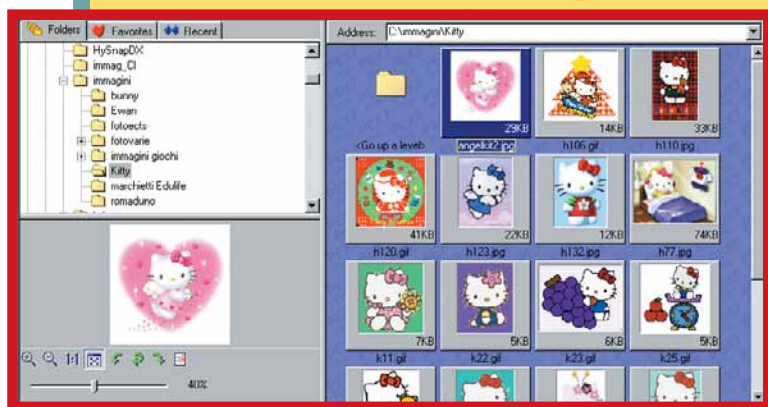 Folders Favorites Recent
HySnapDX
immag_CI
immagini
bunny
Ewan
fotoects
fotovarie
immagini giochi
Kitty
marchietti Edulife
romaduno
40%
Address: C:\immagini\Kitty
29KB 14KB 33KB
<Go up a level> angelkit2.jpg h106.gif h110.jpg
41KB 22KB 12KB 74KB
h120.gif h123.jpg h132.jpg h77.jpg
7KB 5KB 6KB 5KB
k11.gif k22.gif k23.gif k25.gif